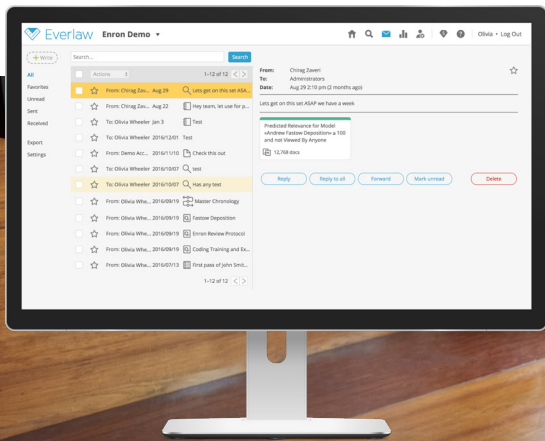 Everlaw Enron Demo
Olivia • Log Out
+ Write
All
Favorites
Unread
Sent
Received
Export
Settings
Search...
Search
Actions
1–12 of 12
From: Chirag Zav... Aug 29 Lets get on this set ASA...
From: Chirag Zav... Aug 22 Hey team, let use for p...
To: Olivia Wheeler Jan 3 Test
To: Olivia Wheeler 2016/12/01 Test
From: Demo Acc... 2016/11/10 Check this out
To: Olivia Wheeler 2016/10/07 test
To: Olivia Wheeler 2016/10/07 Has any text
From: Olivia Whe... 2016/09/19 Master Chronology
From: Olivia Whe... 2016/09/19 Fastow Deposition
From: Olivia Whe... 2016/09/19 Enron Review Protocol
From: Olivia Whe... 2016/09/19 Coding Training and Ex...
From: Olivia Whe... 2016/07/13 First pass of John Smit...
1–12 of 12
From: Chirag Zaveri
To: Administrators
Date: Aug 29 2:10 pm (2 months ago)
Lets get on this set ASAP we have a week
Predicted Relevance for Model
«Andrew Fastow Deposition» ≥ 100
and not Viewed By Anyone
12,768 docs
Reply
Reply to all
Forward
Mark unread
Delete